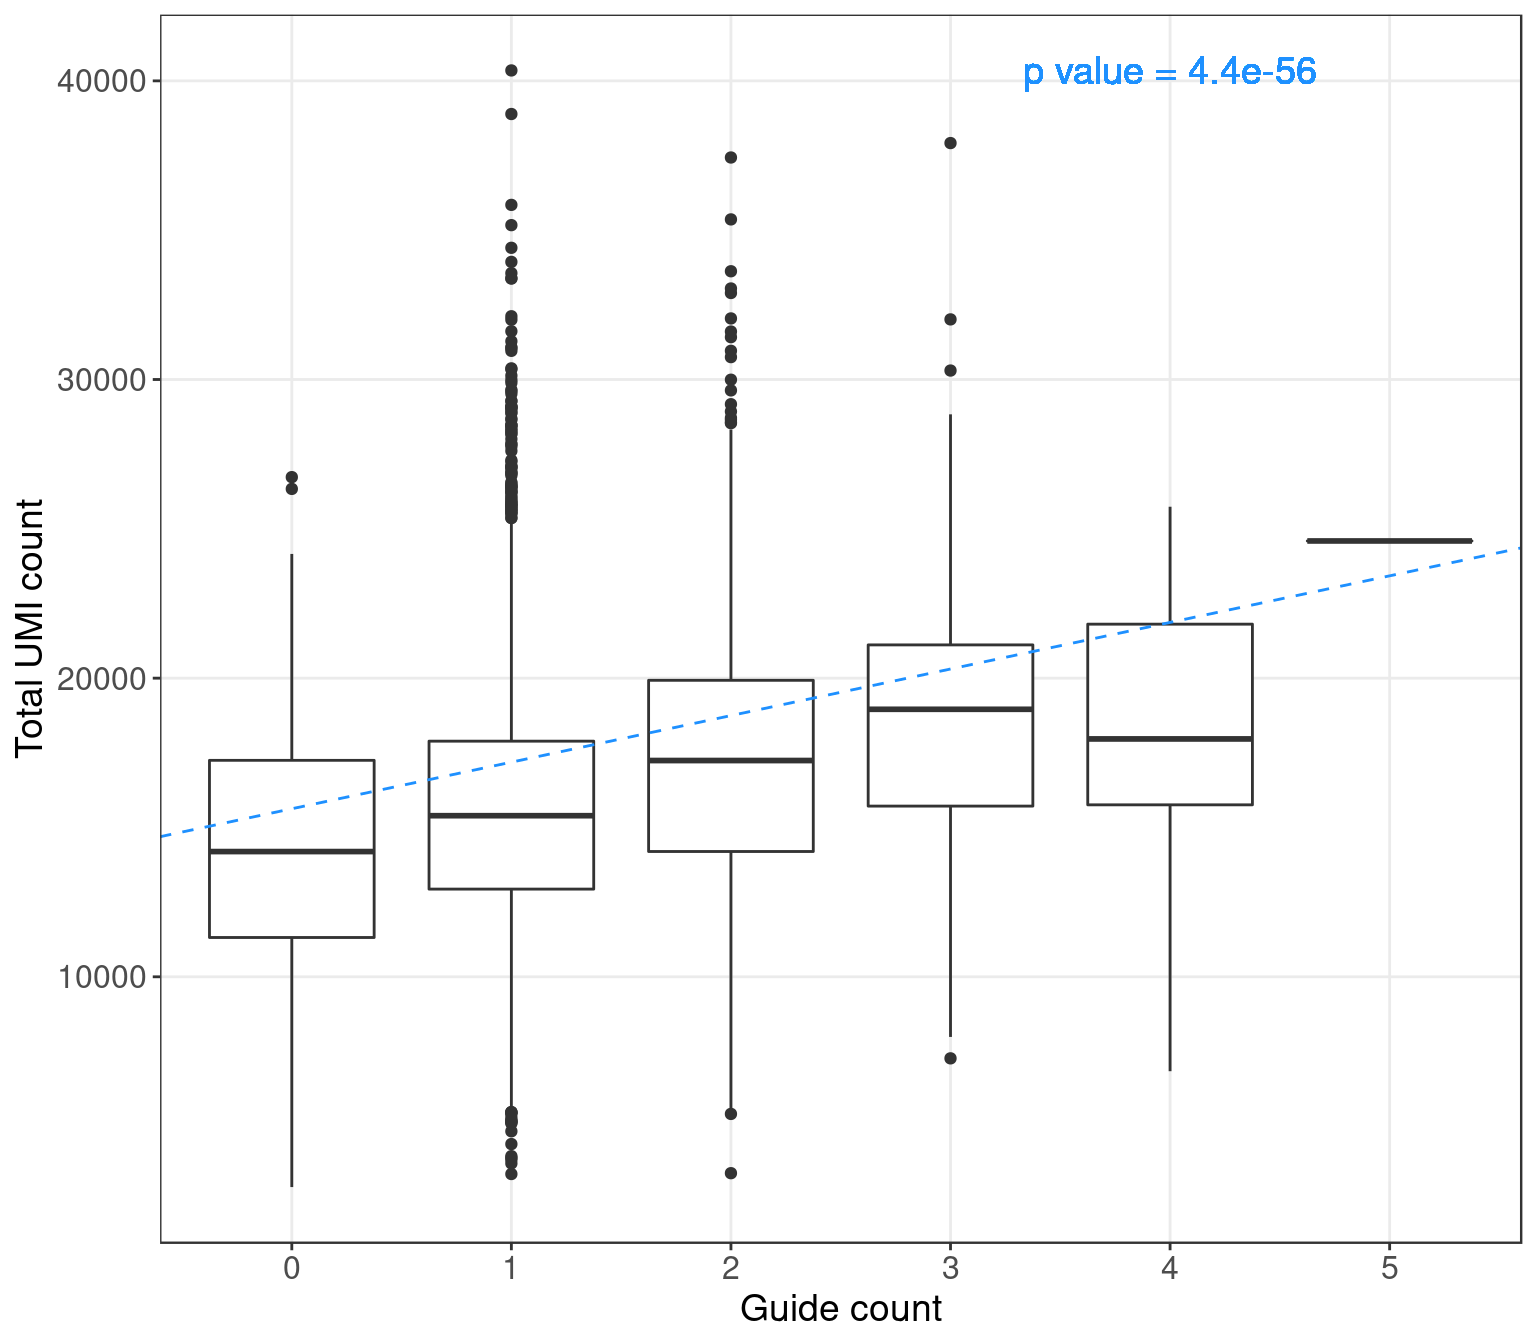 p value = 4.4e-56
Total UMI count
40000
30000
20000
10000
0 1 2 3 4 5
Guide count